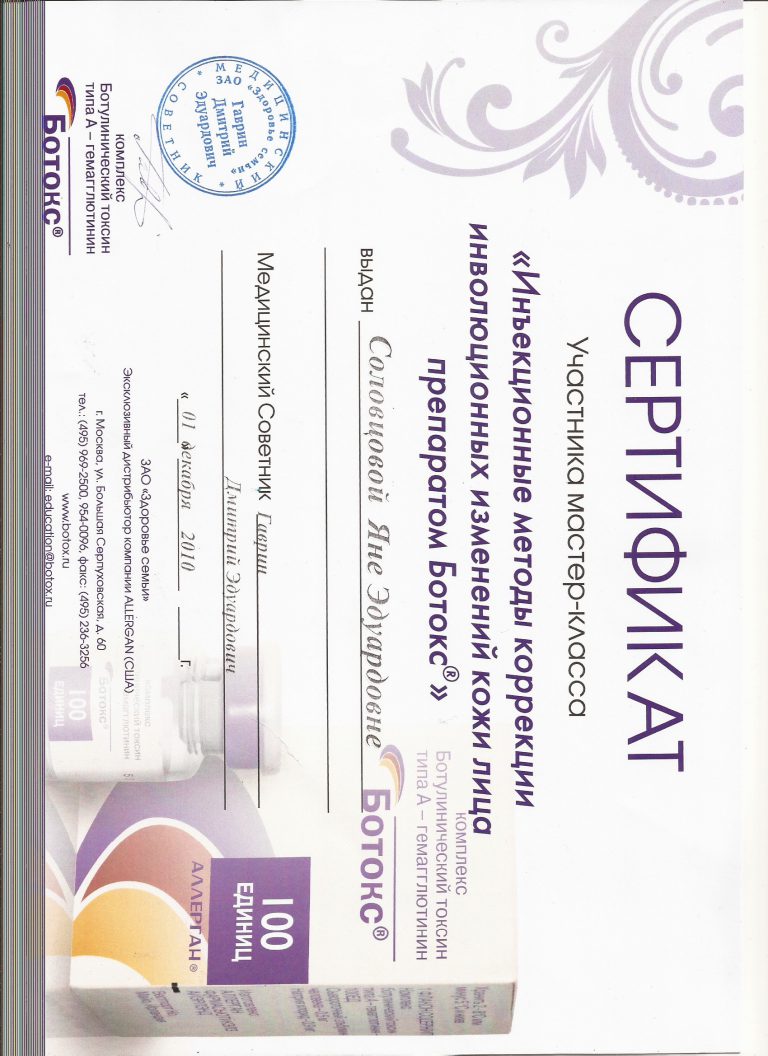 СЕРТИФИКАТ
Участника мастер-класса
«Инъекционные методы коррекции
инволюционных изменений кожи лица
препаратом Ботокс®»
выдан Соловцовой Яне Эдуардовне
Медицинский Советник Гаврин
Дмитрий Эдуардович
« 01 » декабря 2010 г.
ЗАО «Здоровье семьи»
Эксклюзивный дистрибьютор компании ALLERGAN (США)
г. Москва, ул. Большая Серпуховская, д. 60
тел.: (495) 969-2500, 954-0096, факс: (495) 236-3256
www.botox.ru
e-mail: education@botox.ru
МЕДИЦИНСКИЙ СОВЕТНИК
ЗАО «Здоровье семьи»
Гаврин
Дмитрий
Эдуардович
комплекс
Ботулинический токсин
типа А – гемагглютинин
Ботокс®
комплекс
Ботулинический токсин
типа А – гемагглютинин
Ботокс®
100
ЕДИНИЦ
АЛЛЕРГАН®
Ботокс®
100
ЕДИНИЦ